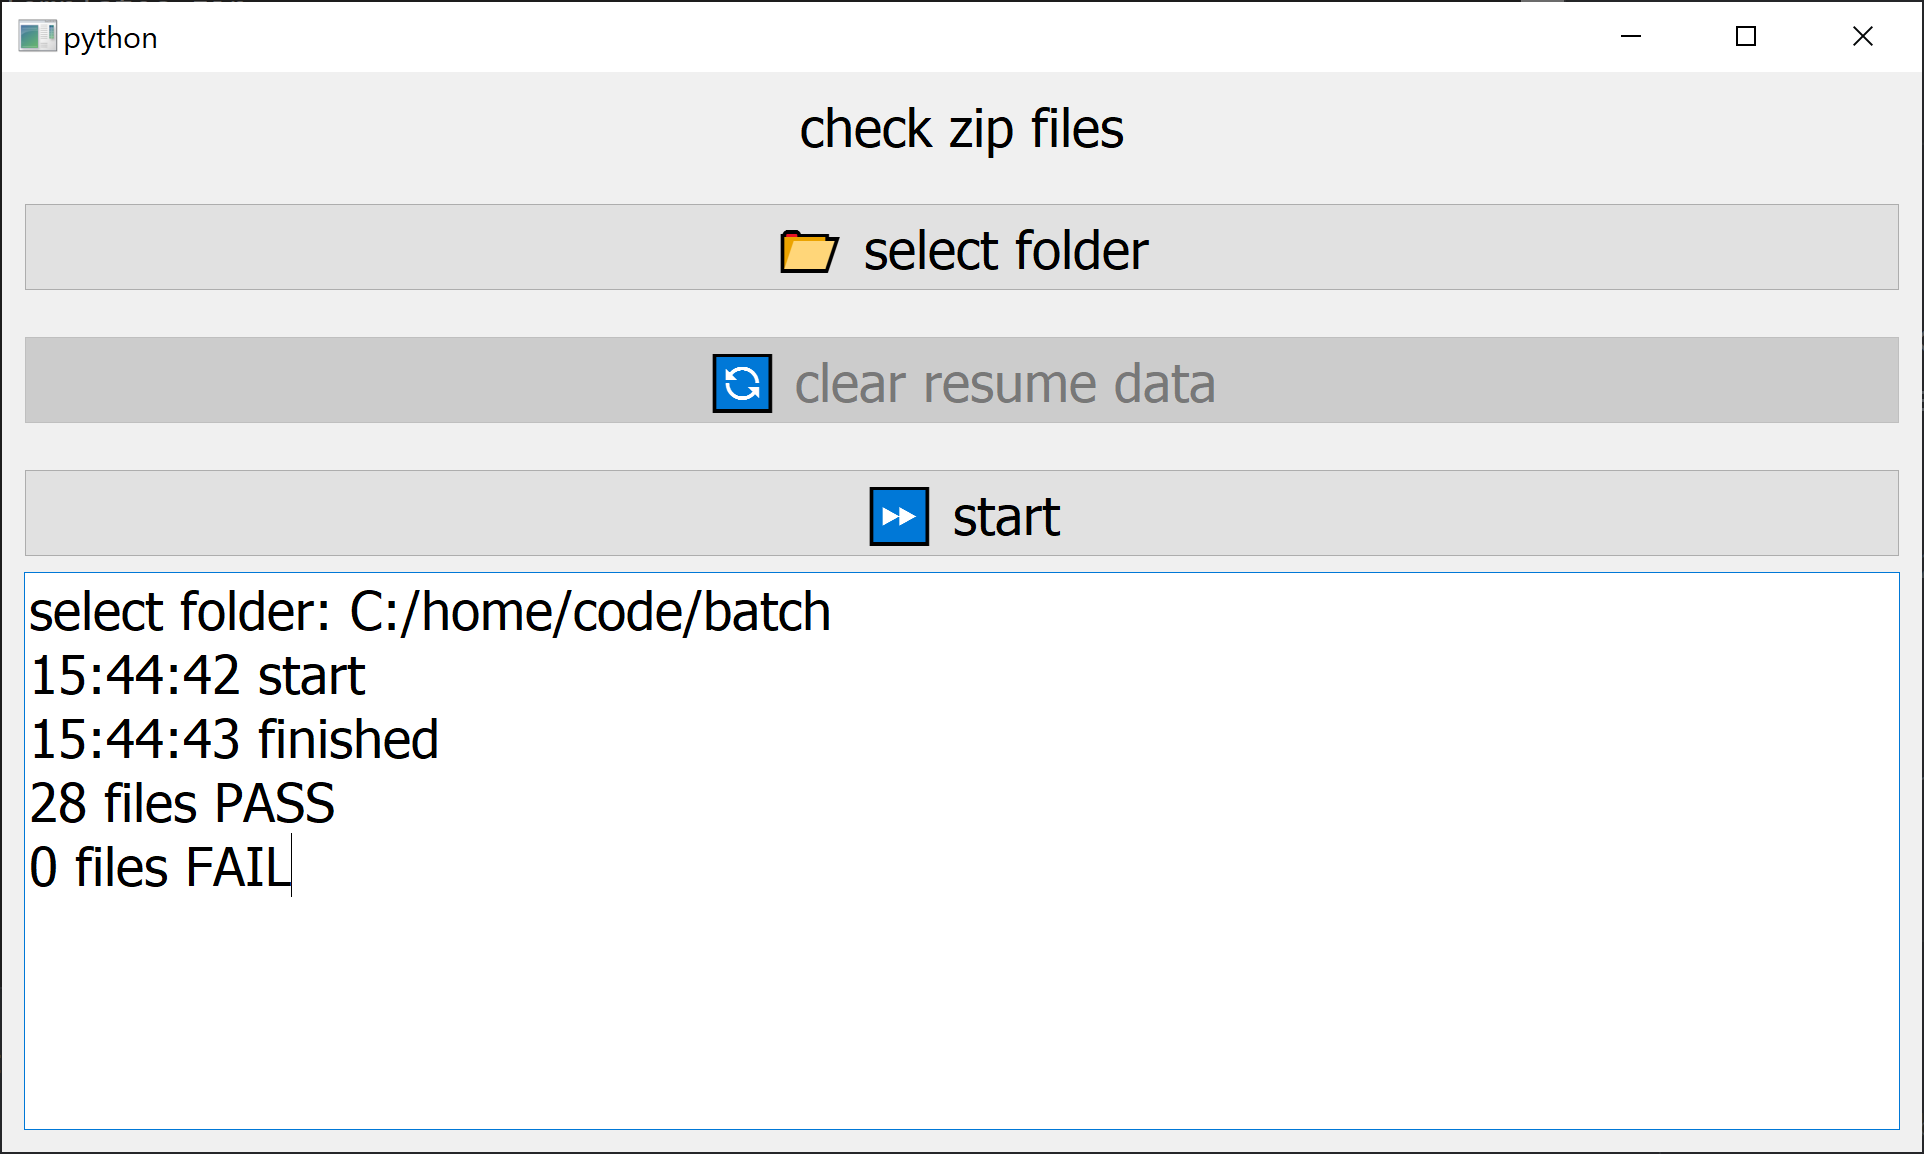 python
check zip files
select folder
clear resume data
start
select folder: C:/home/code/batch
15:44:42 start
15:44:43 finished
28 files PASS
0 files FAIL